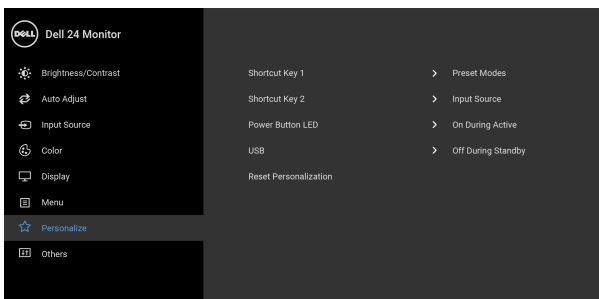 DELL Dell 24 Monitor
Brightness/Contrast
Auto Adjust
Input Source
Color
Display
Menu
Personalize
Others
Shortcut Key 1 > Preset Modes
Shortcut Key 2 > Input Source
Power Button LED > On During Active
USB > Off During Standby
Reset Personalization